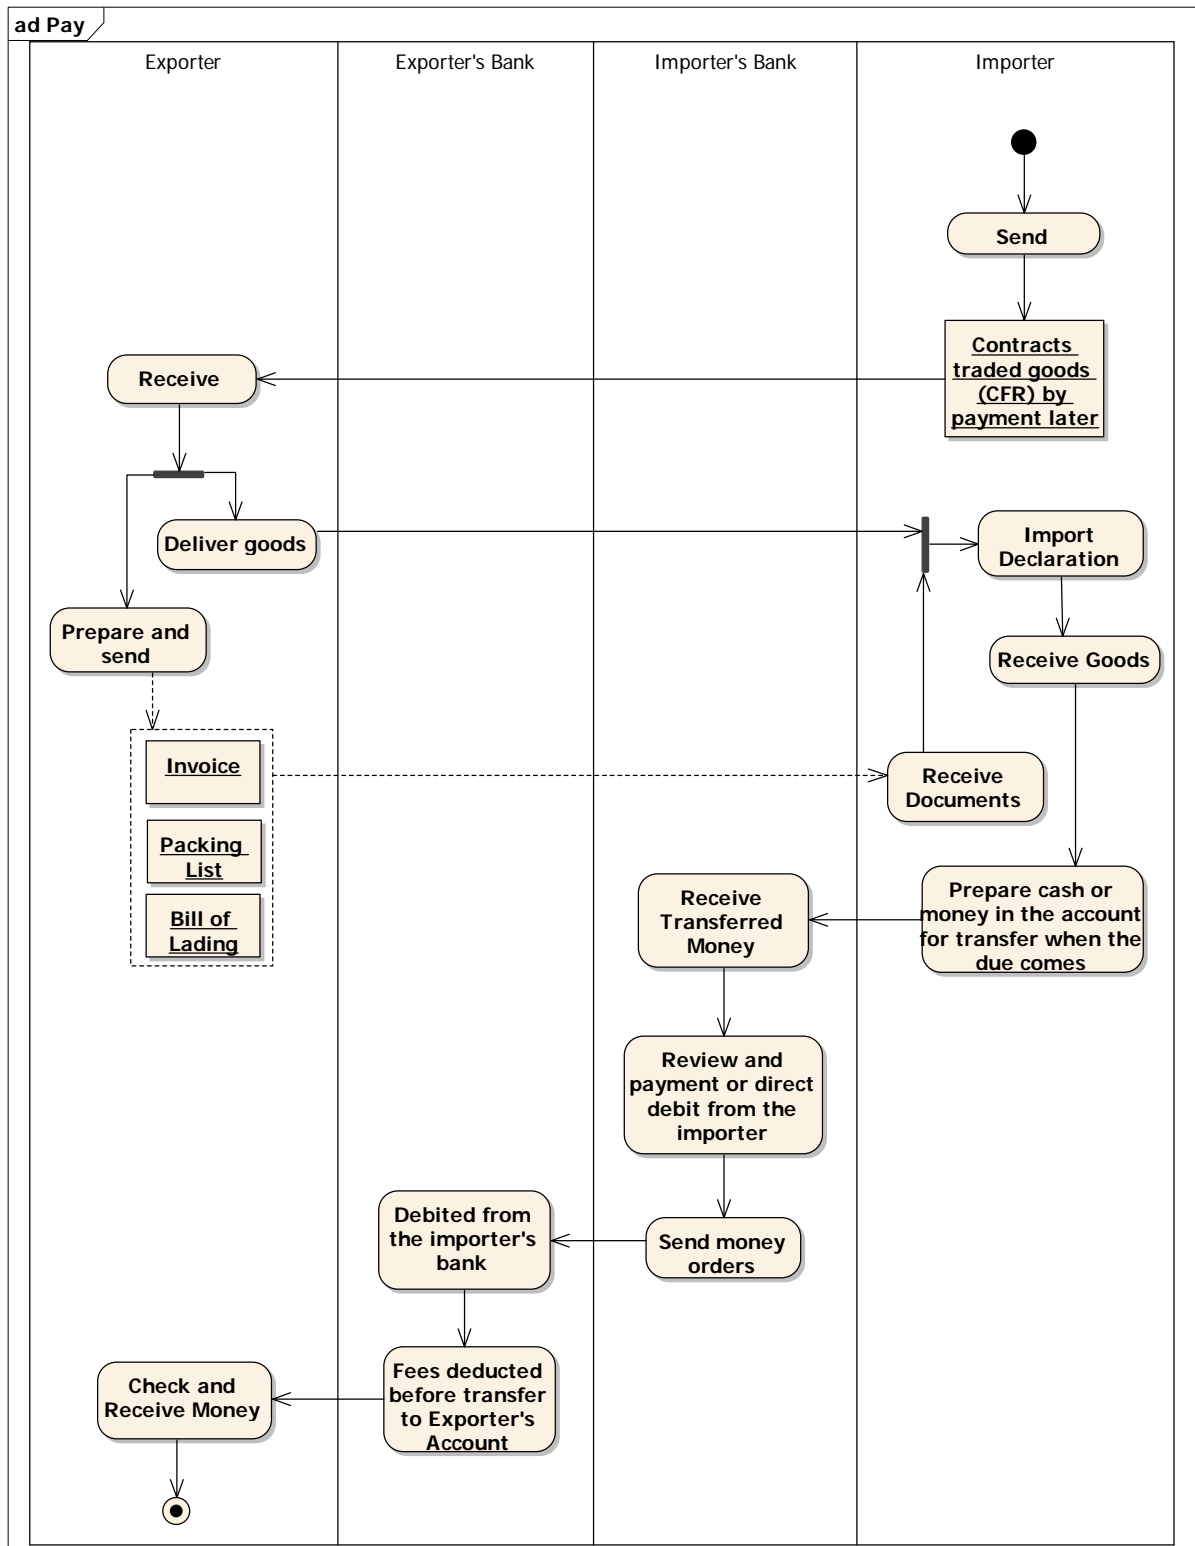 ad Pay
Exporter
Exporter's Bank
Importer's Bank
Importer
Send
Contracts
traded goods
(CFR) by
payment later
Receive
Deliver goods
Import
Declaration
Prepare and
send
Receive Goods
Invoice
Receive
Documents
Packing
List
Bill of
Lading
Receive
Transferred
Money
Prepare cash or
money in the account
for transfer when the
due comes
Review and
payment or direct
debit from the
importer
Debited from
the importer's
bank
Send money
orders
Fees deducted
before transfer
to Exporter's
Account
Check and
Receive Money